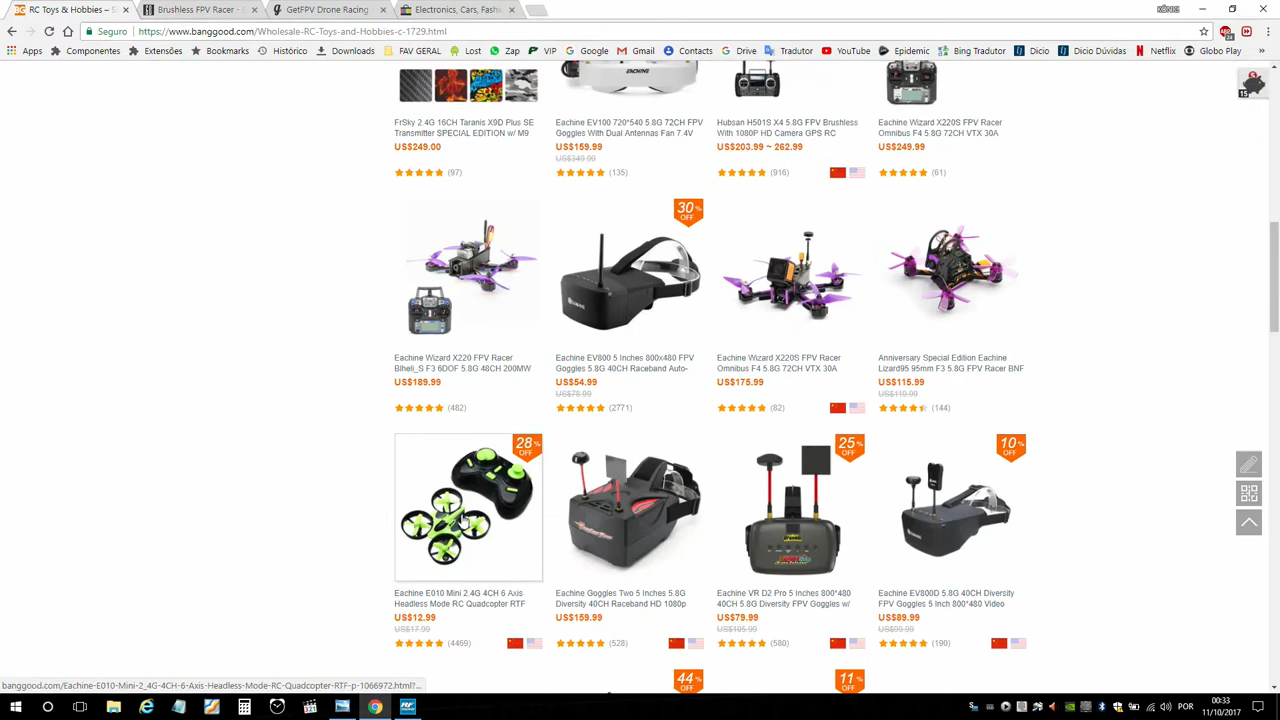 RC Toys & Hobbies – S
Brushless FPV Racer - E
GetFPV Drone Racing
Electronics, Cars, Fashi
Seguro
https://www.banggood.com/Wholesale-RC-Toys-and-Hobbies-c-1729.html
Apps
Componentes
Extensões
Bookmarks
Histórico
Downloads
FAV GERAL
Lost
Zap
VIP
Google
Gmail
Contacts
Drive
Tradutor
YouTube
Epidemic
Bing Tradutor
Dicio
Dicio Dúvidas
Netflix
Globo Play
15
EACHINE
FrSky 2.4G 16CH Taranis X9D Plus SE
Transmitter SPECIAL EDITION w/ M9
US$249.00
(97)
Eachine EV100 720*540 5.8G 72CH FPV
Goggles With Dual Antennas Fan 7.4V
US$159.99
US$349.99
(135)
Hubsan H501S X4 5.8G FPV Brushless
With 1080P HD Camera GPS RC
US$203.99 ~ 262.99
(916)
Eachine Wizard X220S FPV Racer
Omnibus F4 5.8G 72CH VTX 30A
US$249.99
(61)
30%
OFF
Eachine Wizard X220 FPV Racer
Blheli_S F3 6DOF 5.8G 48CH 200MW
US$189.99
(482)
Eachine EV800 5 Inches 800x480 FPV
Goggles 5.8G 40CH Raceband Auto-
US$54.99
US$78.99
(2771)
Eachine Wizard X220S FPV Racer
Omnibus F4 5.8G 72CH VTX 30A
US$175.99
(82)
Anniversary Special Edition Eachine
Lizard95 95mm F3 5.8G FPV Racer BNF
US$115.99
US$119.99
(144)
28%
OFF
25%
OFF
10%
OFF
Eachine E010 Mini 2.4G 4CH 6 Axis
Headless Mode RC Quadcopter RTF
US$12.99
US$17.99
(4469)
Eachine Goggles Two 5 Inches 5.8G
Diversity 40CH Raceband HD 1080p
US$159.99
(528)
Eachine VR D2 Pro 5 Inches 800*480
40CH 5.8G Diversity FPV Goggles w/
US$79.99
US$105.99
(580)
Eachine EV800D 5.8G 40CH Diversity
FPV Goggles 5 Inch 800*480 Video
US$89.99
US$99.99
(190)
44%
OFF
11%
OFF
banggood.com/Eachine-E010-Mini-2_4G-4CH-6-Axis-Headless-Mode-RC-Quadcopter-RTF-p-1066972.html?...
POR
00:33
11/10/2017